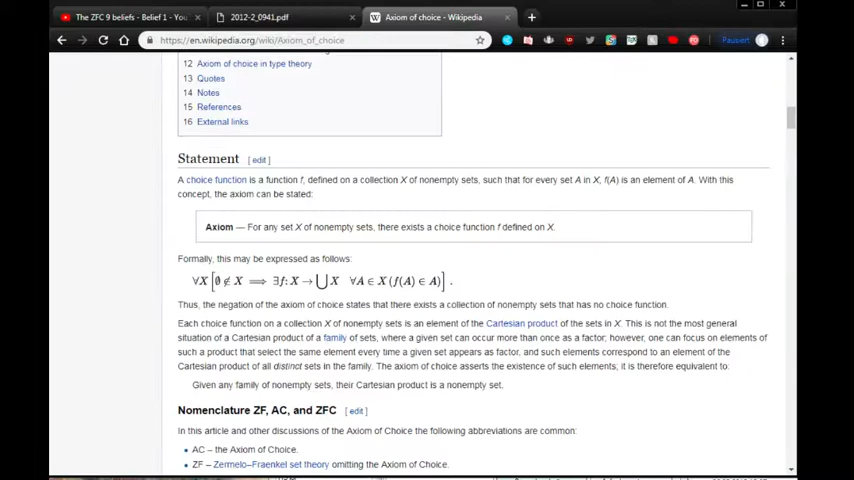 The ZFC 9 beliefs - Belief 1 - You
2012-2_0941.pdf
Axiom of choice - Wikipedia
https://en.wikipedia.org/wiki/Axiom_of_choice
Pausiert
12 Axiom of choice in type theory
13 Quotes
14 Notes
15 References
16 External links
Statement [ edit ]
A choice function is a function f, defined on a collection X of nonempty sets, such that for every set A in X, f(A) is an element of A. With this
concept, the axiom can be stated:
Axiom — For any set X of nonempty sets, there exists a choice function f defined on X.
Formally, this may be expressed as follows:
∀X [∅ ∉ X ⟹ ∃f: X → ⋃ X ∀A ∈ X (f(A) ∈ A)] .
Thus, the negation of the axiom of choice states that there exists a collection of nonempty sets that has no choice function.
Each choice function on a collection X of nonempty sets is an element of the Cartesian product of the sets in X. This is not the most general
situation of a Cartesian product of a family of sets, where a given set can occur more than once as a factor; however, one can focus on elements of
such a product that select the same element every time a given set appears as factor, and such elements correspond to an element of the
Cartesian product of all distinct sets in the family. The axiom of choice asserts the existence of such elements; it is therefore equivalent to:
Given any family of nonempty sets, their Cartesian product is a nonempty set.
Nomenclature ZF, AC, and ZFC [ edit ]
In this article and other discussions of the Axiom of Choice the following abbreviations are common:
• AC – the Axiom of Choice.
• ZF – Zermelo–Fraenkel set theory omitting the Axiom of Choice.